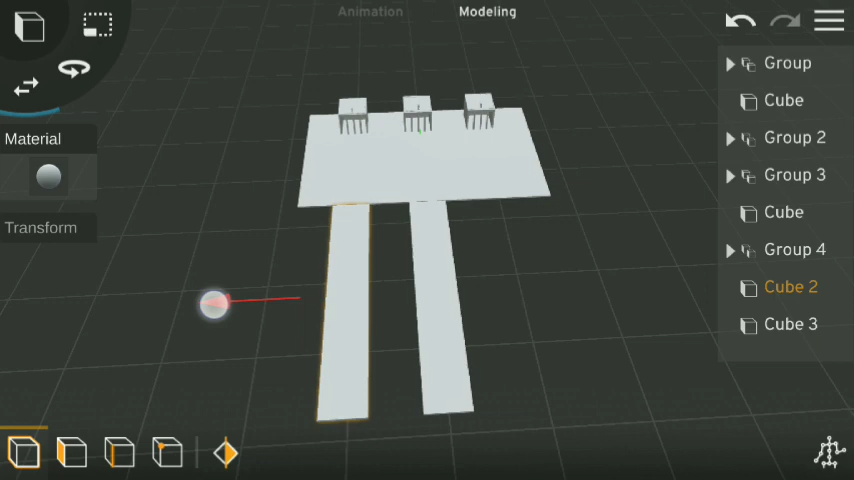 Animation
Modeling
Material
Transform
Group
Cube
Group 2
Group 3
Cube
Group 4
Cube 2
Cube 3